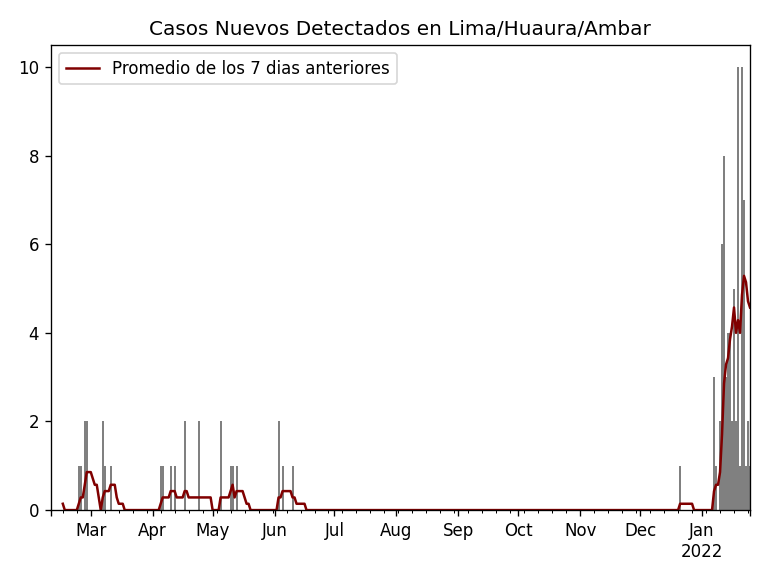 Casos Nuevos Detectados en Lima/Huaura/Ambar
Promedio de los 7 dias anteriores
10
8
6
4
2
0
Mar Apr May Jun Jul Aug Sep Oct Nov Dec Jan
2022